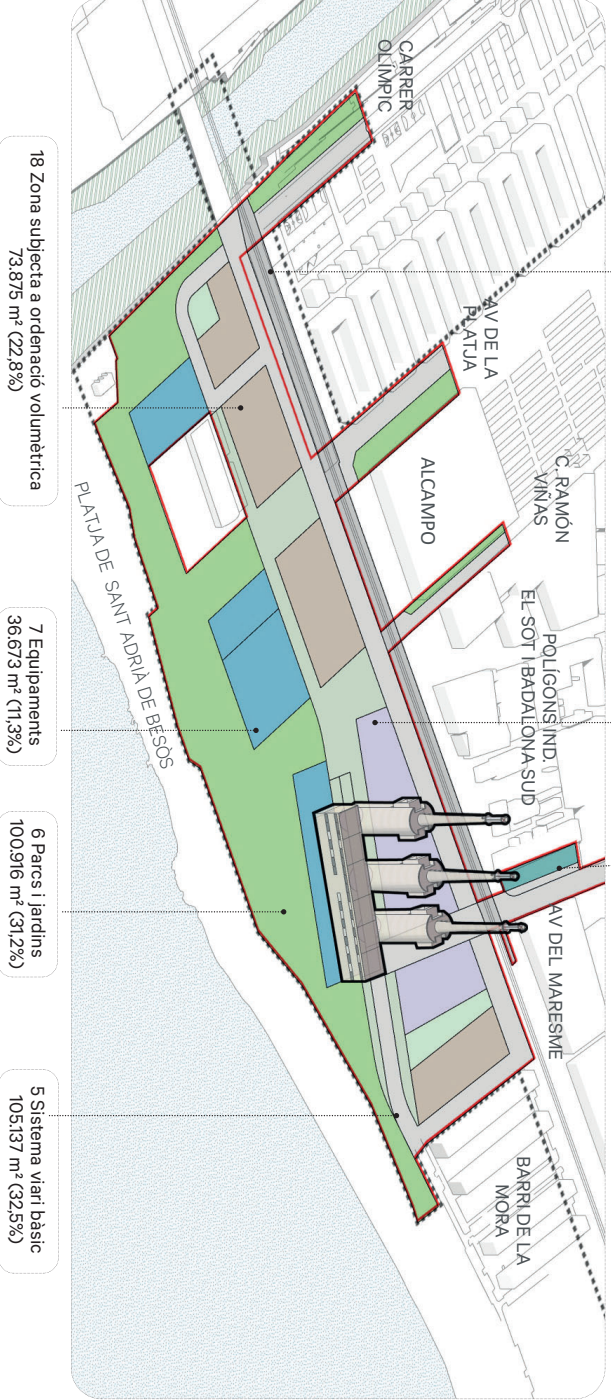 CARRER
OLÍMPIC
AV DE LA
PLATJA
C. RAMÓN
VIÑAS
ALCAMPO
POLÍGONS IND.
EL SOT I BADALONA SUD
AV DEL MARESME
BARRI DE LA
MORA
PLATJA DE SANT ADRIÀ DE BESÒS
18 Zona subjecta a ordenació volumètrica
73.875 m² (22,8%)
7 Equipaments
36.673 m² (11,3%)
6 Parcs i jardins
100.916 m² (31,2%)
5 Sistema viari bàsic
105.137 m² (32,5%)